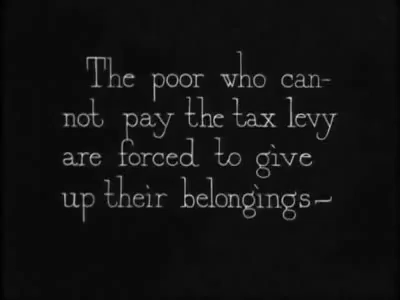 The poor who can-
not pay the tax levy
are forced to give
up their belongings—